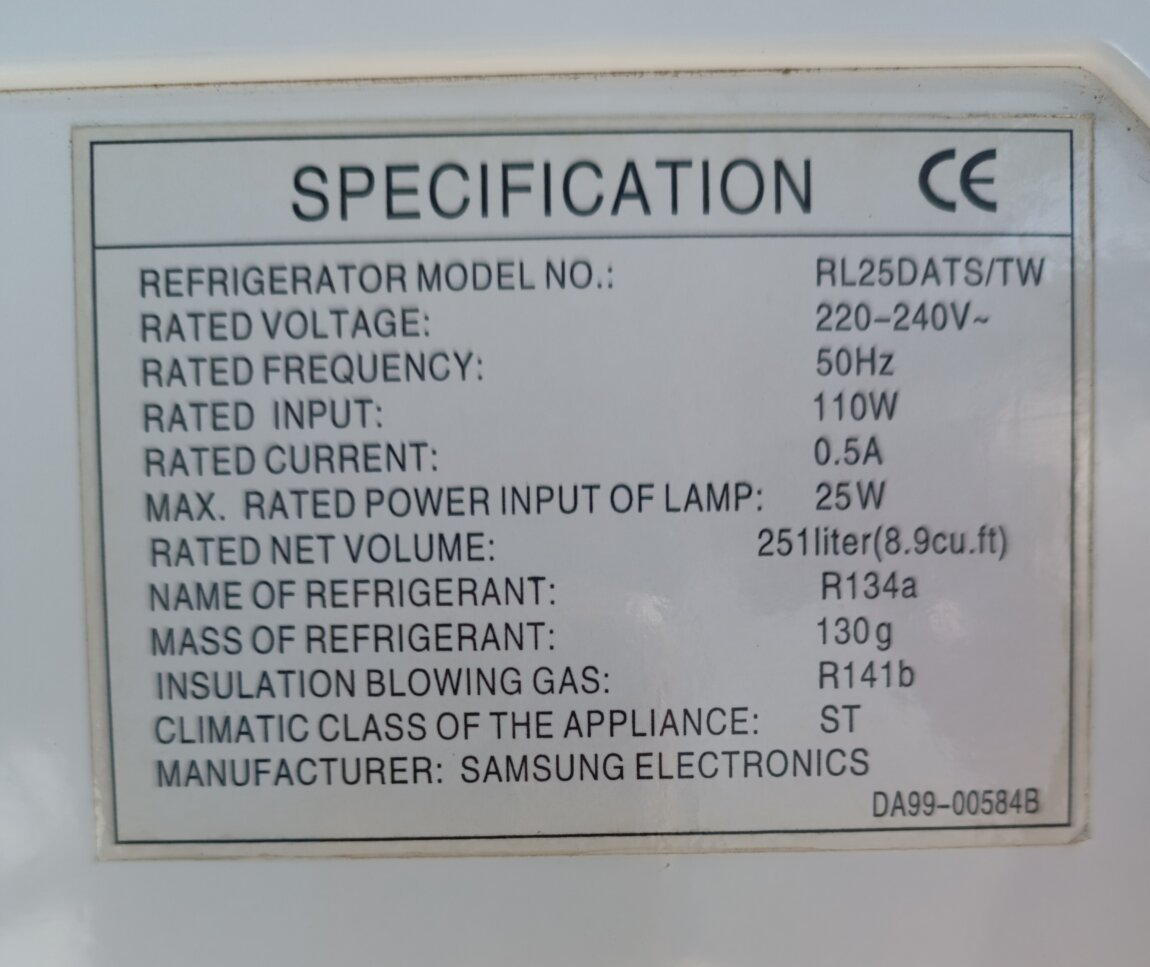 SPECIFICATION CE
REFRIGERATOR MODEL NO.: RL25DATS/TW
RATED VOLTAGE: 220-240V~
RATED FREQUENCY: 50Hz
RATED INPUT: 110W
RATED CURRENT: 0.5A
MAX. RATED POWER INPUT OF LAMP: 25W
RATED NET VOLUME: 251liter(8.9cu.ft)
NAME OF REFRIGERANT: R134a
MASS OF REFRIGERANT: 130g
INSULATION BLOWING GAS: R141b
CLIMATIC CLASS OF THE APPLIANCE: ST
MANUFACTURER: SAMSUNG ELECTRONICS
DA99-00584B